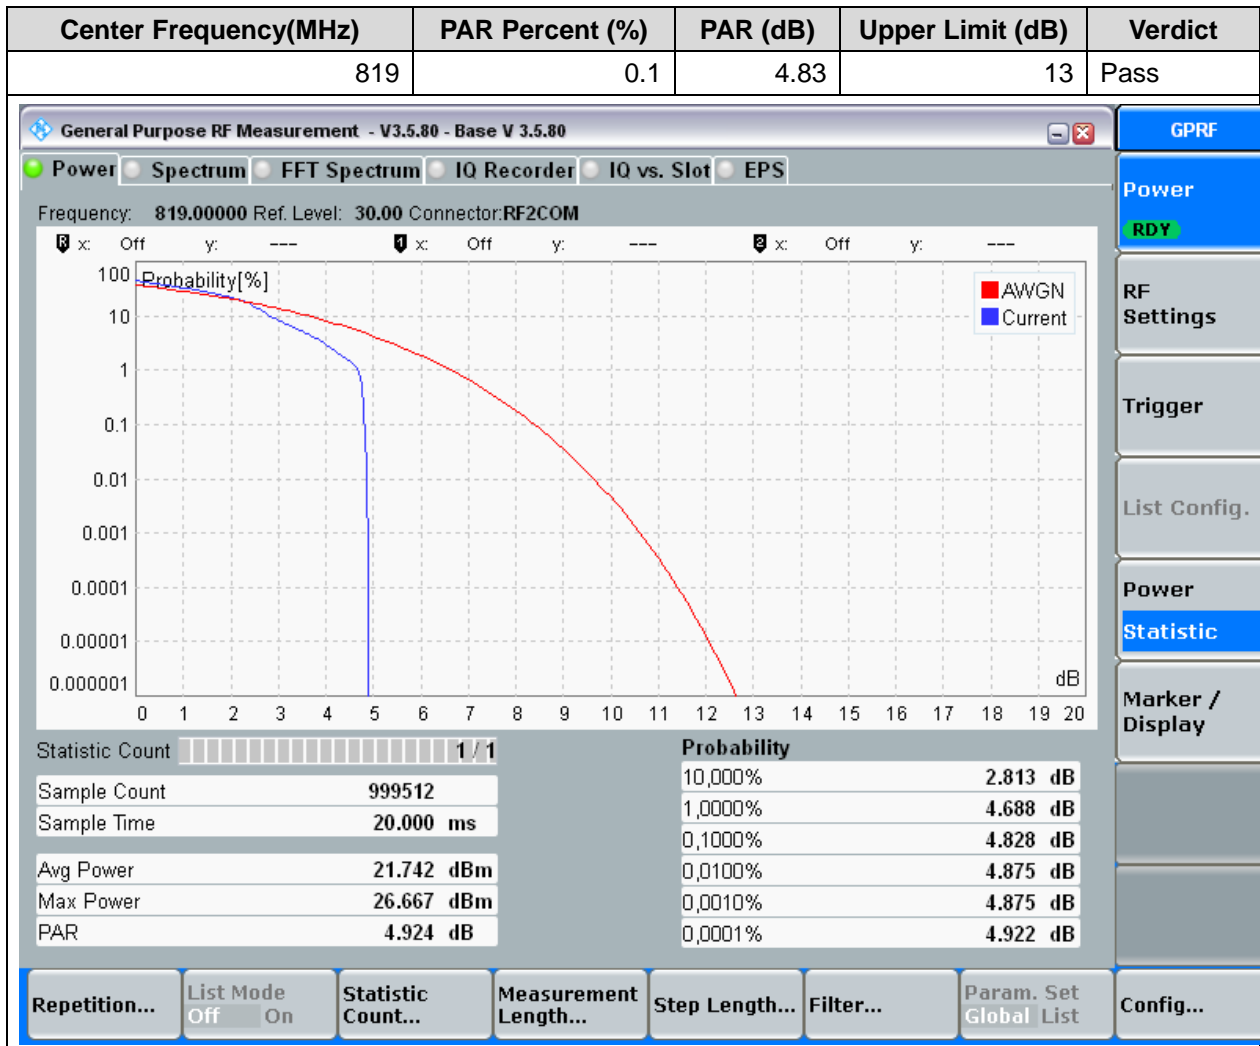 Center Frequency(MHz) PAR Percent (%) PAR (dB) Upper Limit (dB) Verdict
819 0.1 4.83 13 Pass
General Purpose RF Measurement - V3.5.80 - Base V 3.5.80
GPRF
Power Spectrum FFT Spectrum IQ Recorder IQ vs. Slot EPS
Power
RDY
Frequency: 819.00000 Ref. Level: 30.00 Connector:RF2COM
R x: Off y: --- 1 x: Off y: --- 2 x: Off y: ---
Probability[%]
100
10
1
0.1
0.01
0.001
0.0001
0.00001
0.000001
AWGN
Current
dB
0 1 2 3 4 5 6 7 8 9 10 11 12 13 14 15 16 17 18 19 20
RF
Settings
Trigger
List Config.
Power
Statistic
Marker /
Display
Statistic Count 1 / 1
Sample Count 999512
Sample Time 20.000 ms
Avg Power 21.742 dBm
Max Power 26.667 dBm
PAR 4.924 dB
Probability
10,000% 2.813 dB
1,0000% 4.688 dB
0,1000% 4.828 dB
0,0100% 4.875 dB
0,0010% 4.875 dB
0,0001% 4.922 dB
Repetition...
List Mode
Off On
Statistic
Count...
Measurement
Length...
Step Length...
Filter...
Param. Set
Global List
Config...